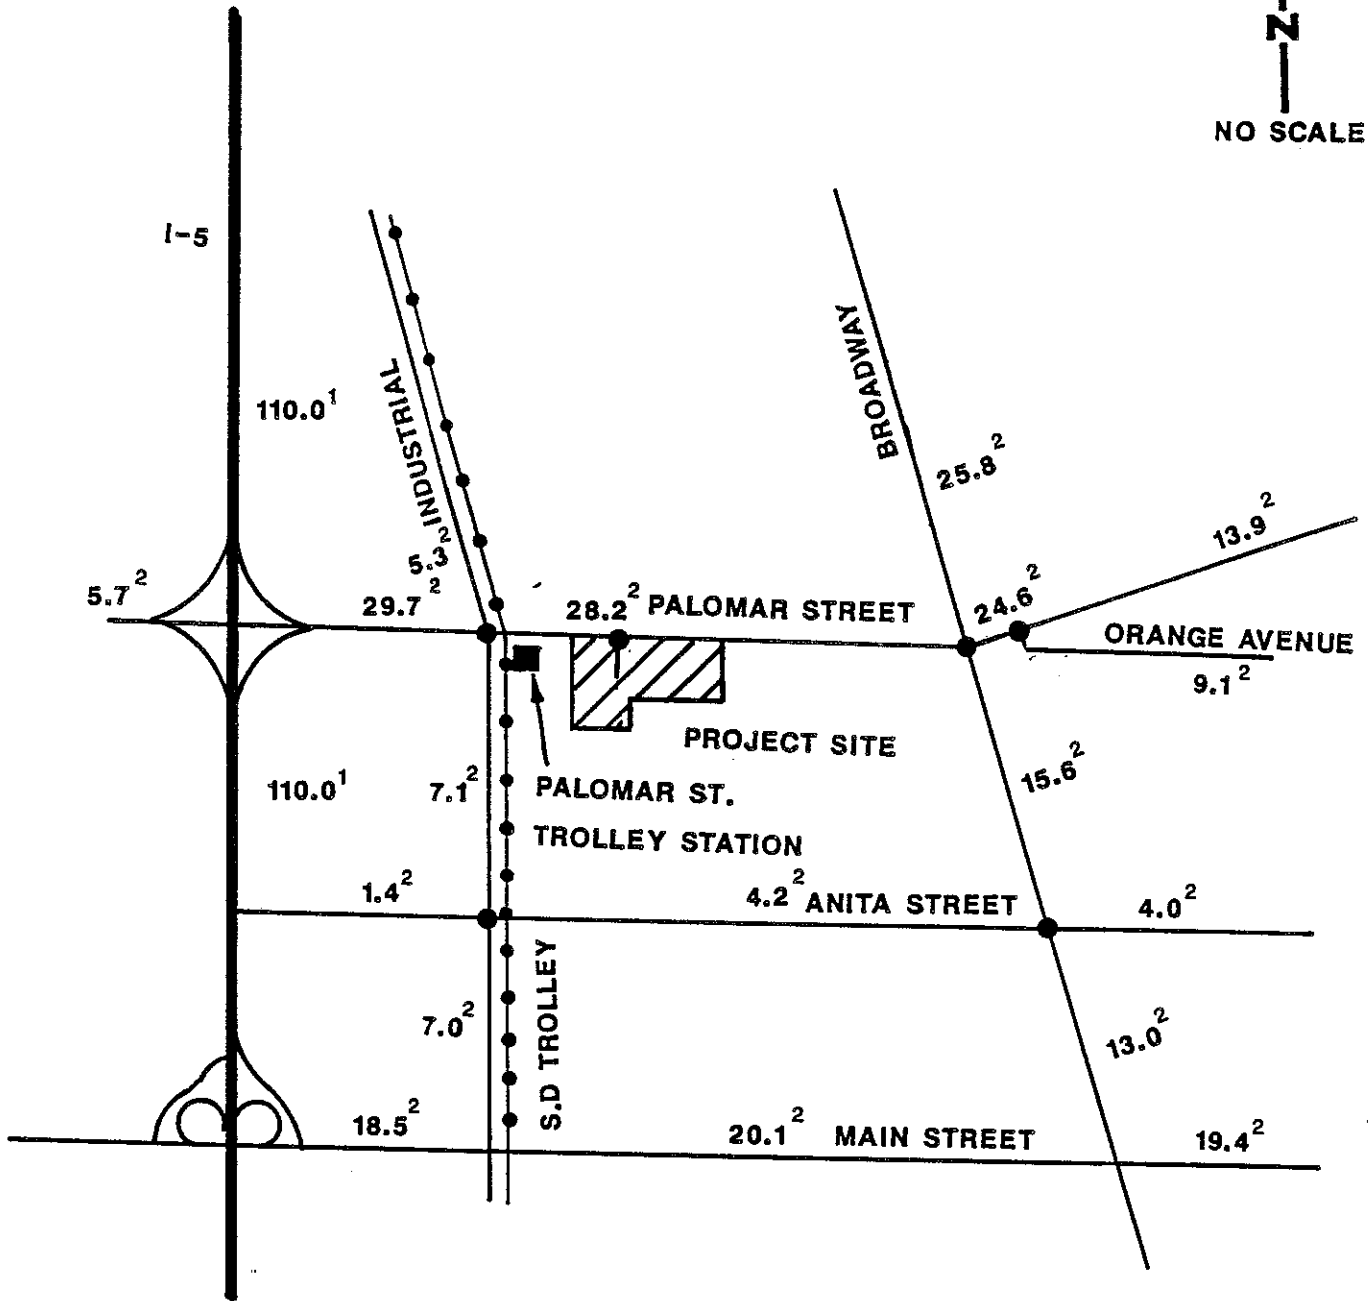 N
NO SCALE
I-5
110.0¹
INDUSTRIAL
BROADWAY
25.8²
13.9²
5.3²
5.7²
29.7²
28.2² PALOMAR STREET
24.6²
ORANGE AVENUE
9.1²
PROJECT SITE
15.6²
110.0¹
7.1²
PALOMAR ST.
TROLLEY STATION
1.4²
4.2² ANITA STREET
4.0²
7.0²
S.D TROLLEY
13.0²
18.5²
20.1² MAIN STREET
19.4²